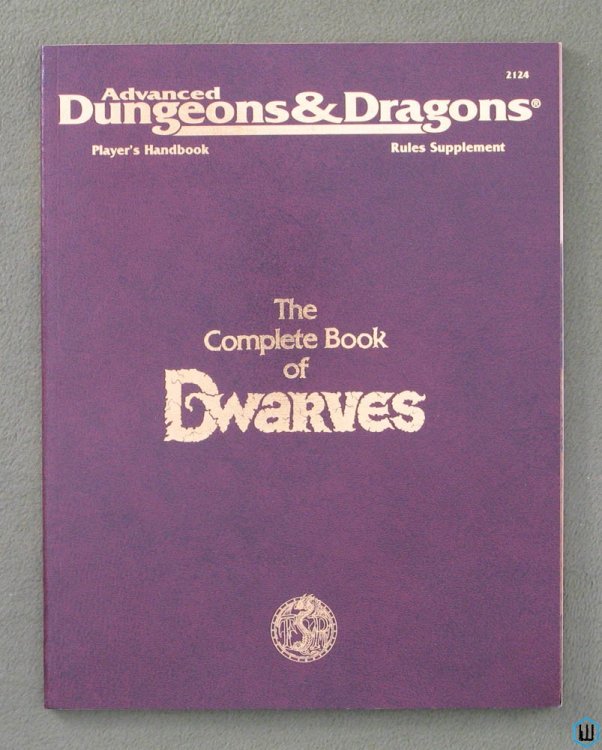 2124
Advanced
Dungeons&Dragons®
Player's Handbook
Rules Supplement
The
Complete Book
of
Dwarves
TSR
W